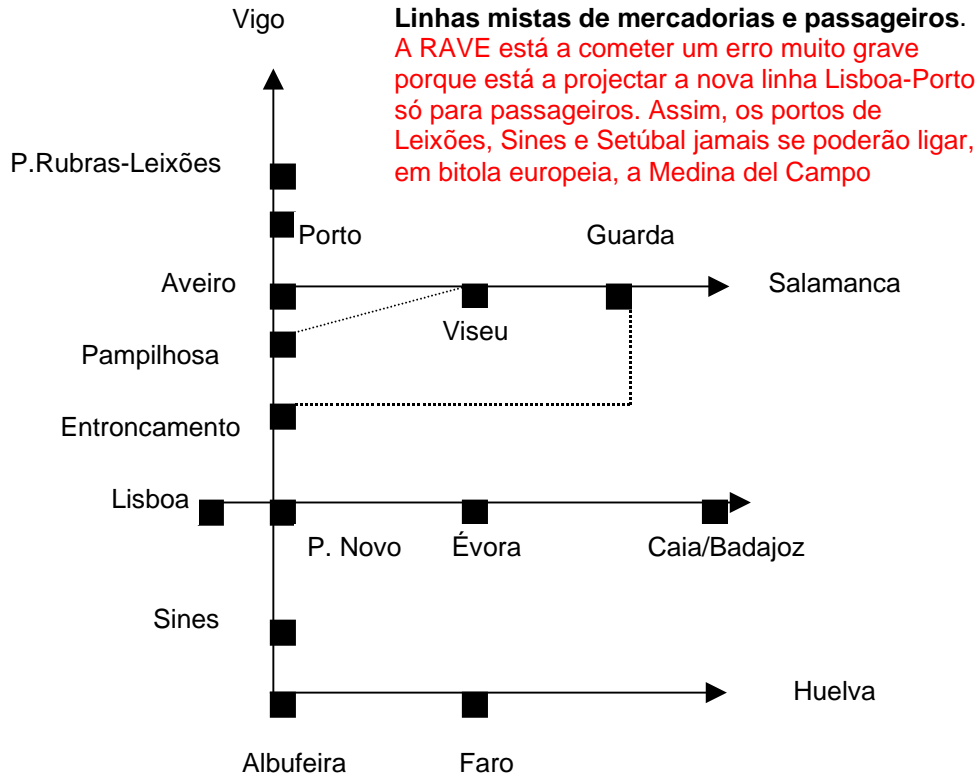 Vigo
Linhas mistas de mercadorias e passageiros.
A RAVE está a cometer um erro muito grave
porque está a projectar a nova linha Lisboa-Porto
só para passageiros. Assim, os portos de
Leixões, Sines e Setúbal jamais se poderão ligar,
em bitola europeia, a Medina del Campo
P.Rubras-Leixões
Porto
Guarda
Aveiro
Salamanca
Viseu
Pampilhosa
Entroncamento
Lisboa
P. Novo
Évora
Caia/Badajoz
Sines
Huelva
Albufeira
Faro